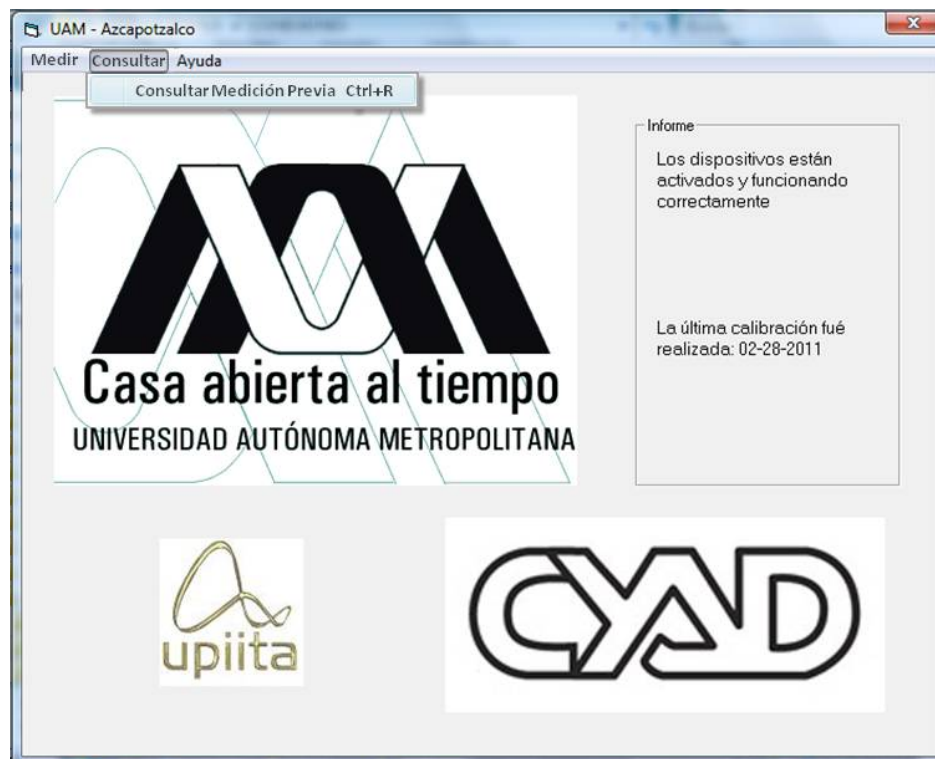 UAM - Azcapotzalco
Medir Consultar Ayuda
Consultar Medición Previa Ctrl+R
Informe
Los dispositivos están
activados y funcionando
correctamente
La última calibración fué
realizada: 02-28-2011
Casa abierta al tiempo
UNIVERSIDAD AUTÓNOMA METROPOLITANA
upiita
CYAD